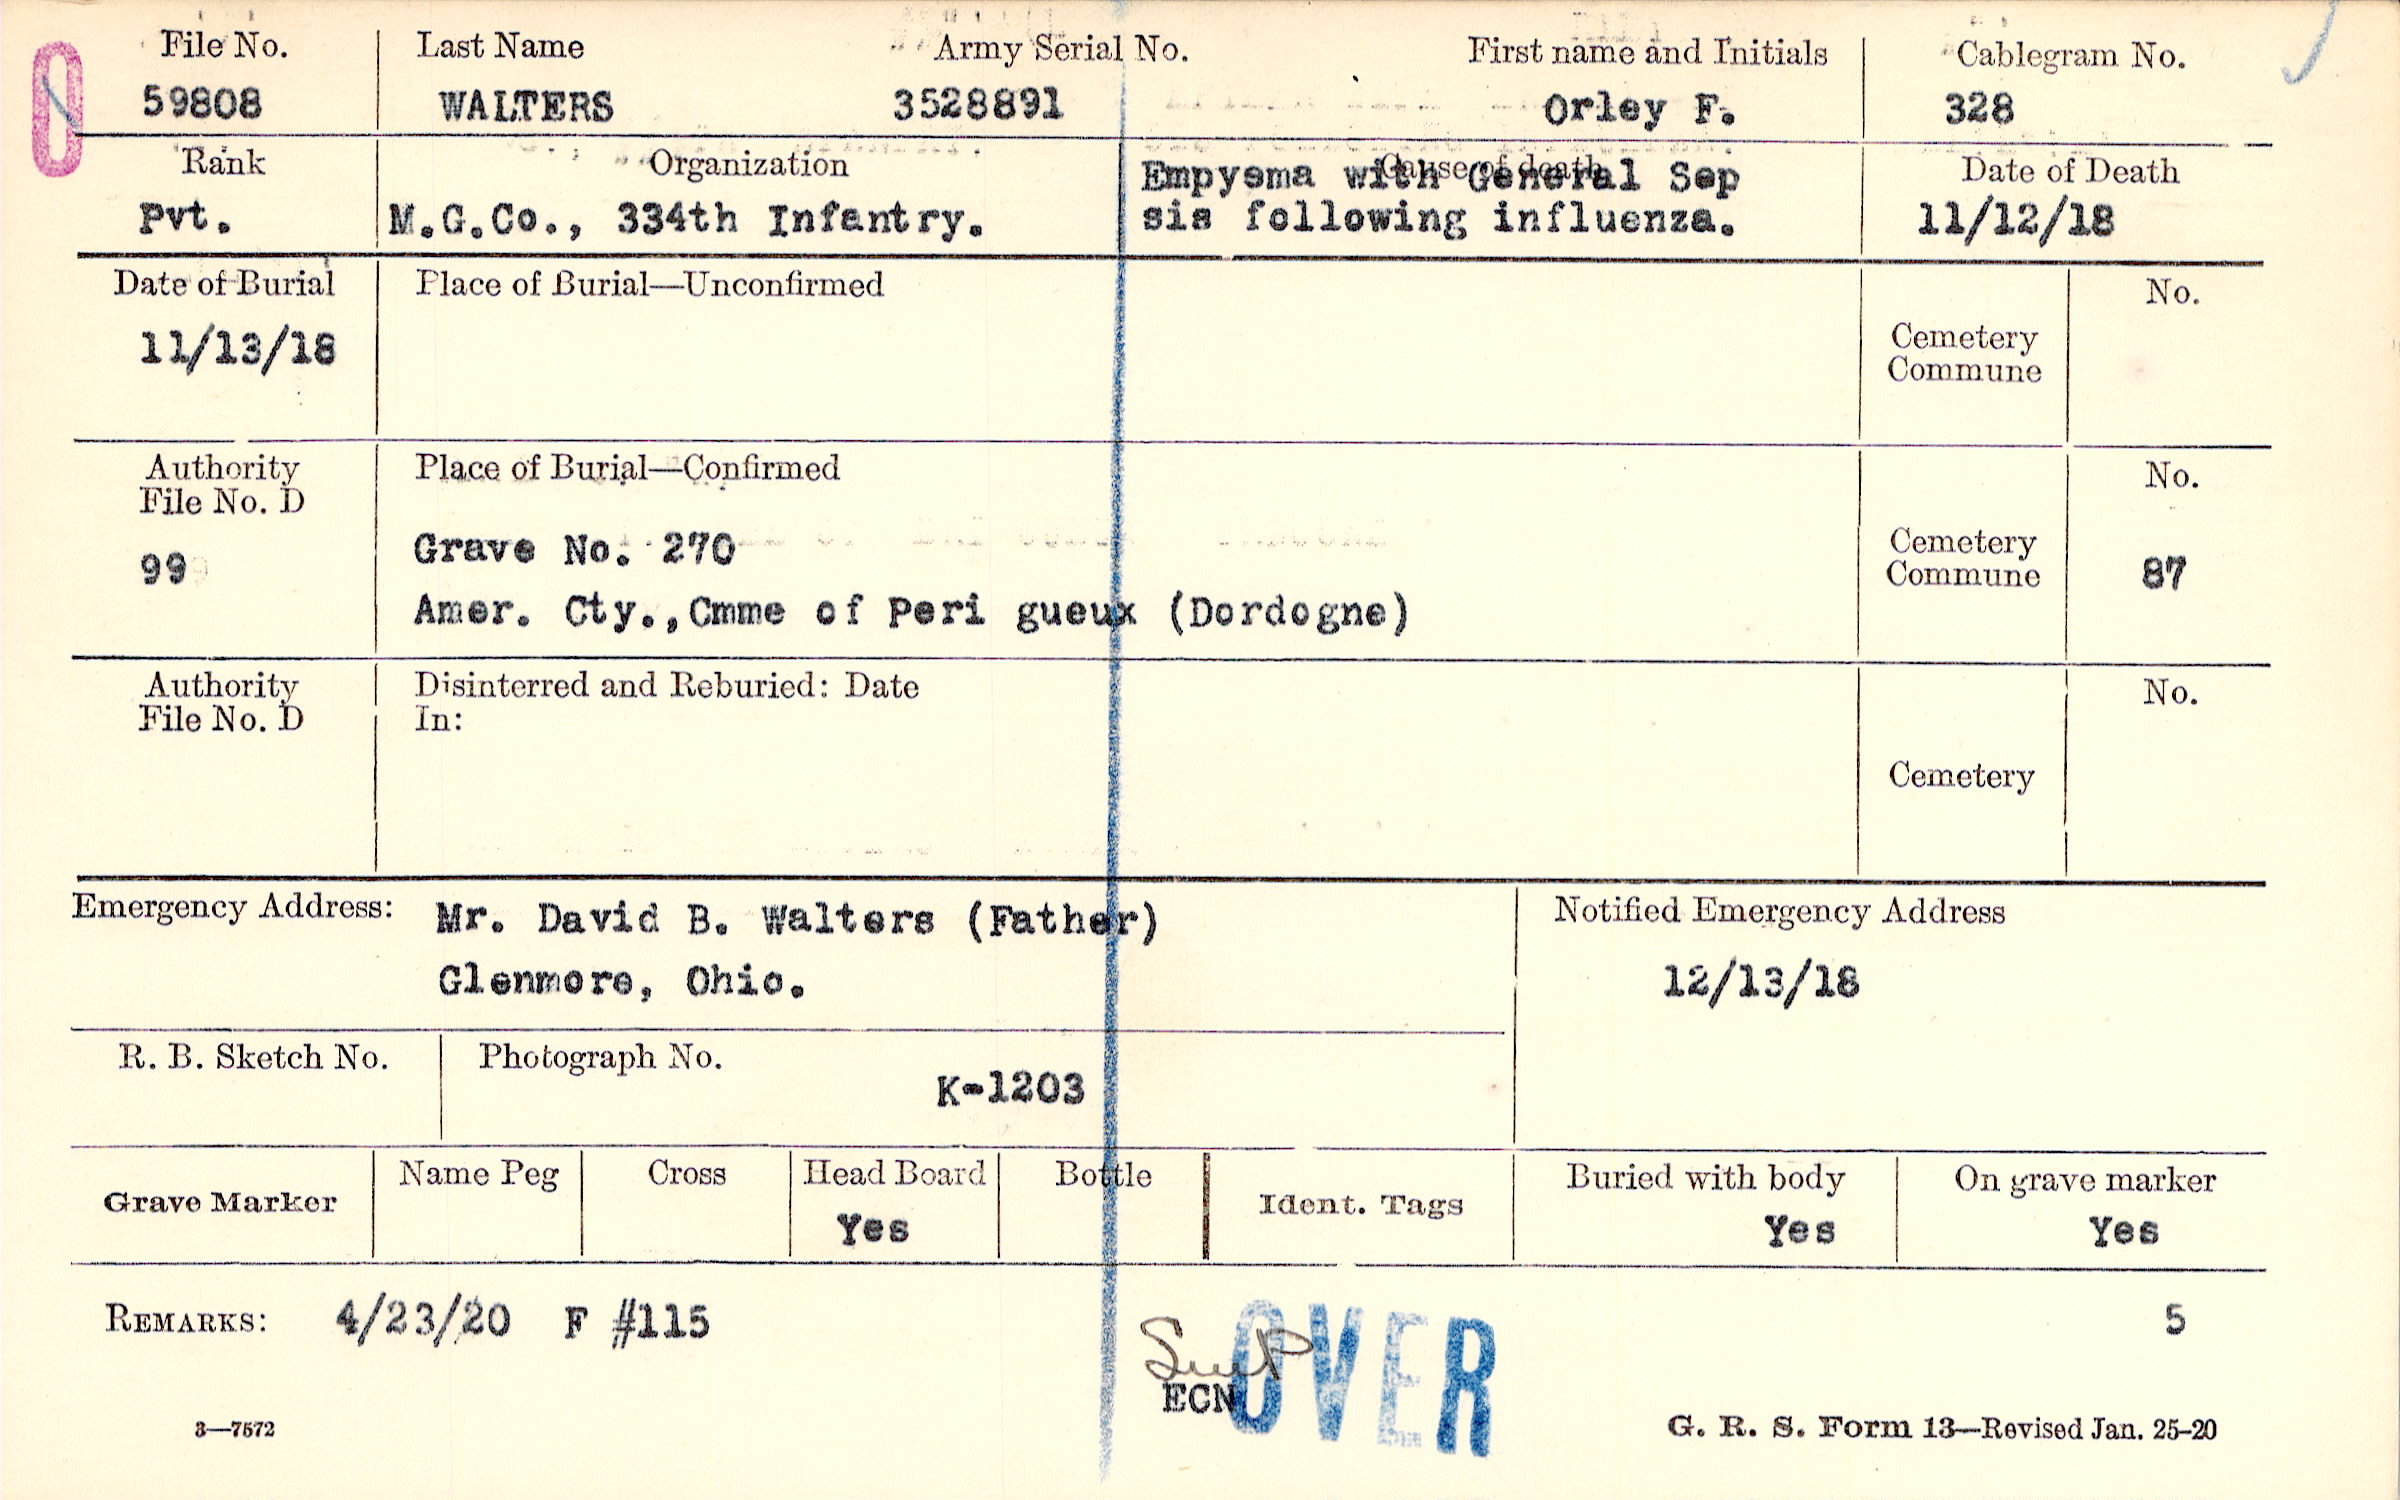 File No. Last Name Army Serial No. First name and Initials Cablegram No.
59808 WALTERS 3528891 Orley F. 328
Rank Organization Cause of death Date of Death
Empyema with General Sep
Pvt. M.G.Co., 334th Infantry. sis following influenza. 11/12/18
Date of Burial Place of Burial—Unconfirmed No.
11/13/18 Cemetery
Commune
Authority Place of Burial—Confirmed No.
File No. D
99 Grave No. 270 Cemetery
Commune 87
Amer. Cty.,Cmme of Peri gueux (Dordogne)
Authority Disinterred and Reburied: Date No.
File No. D In:
Cemetery
Emergency Address: Mr. David B. Walters (Father) Notified Emergency Address
Glenmore, Ohio. 12/13/18
R. B. Sketch No. Photograph No.
K-1203
Grave Marker Name Peg Cross Head Board Bottle Ident. Tags Buried with body On grave marker
Yes Yes Yes
REMARKS: 4/23/20 F #115 5
OVER
ECN
3—7572 G. R. S. Form 13—Revised Jan. 25-20